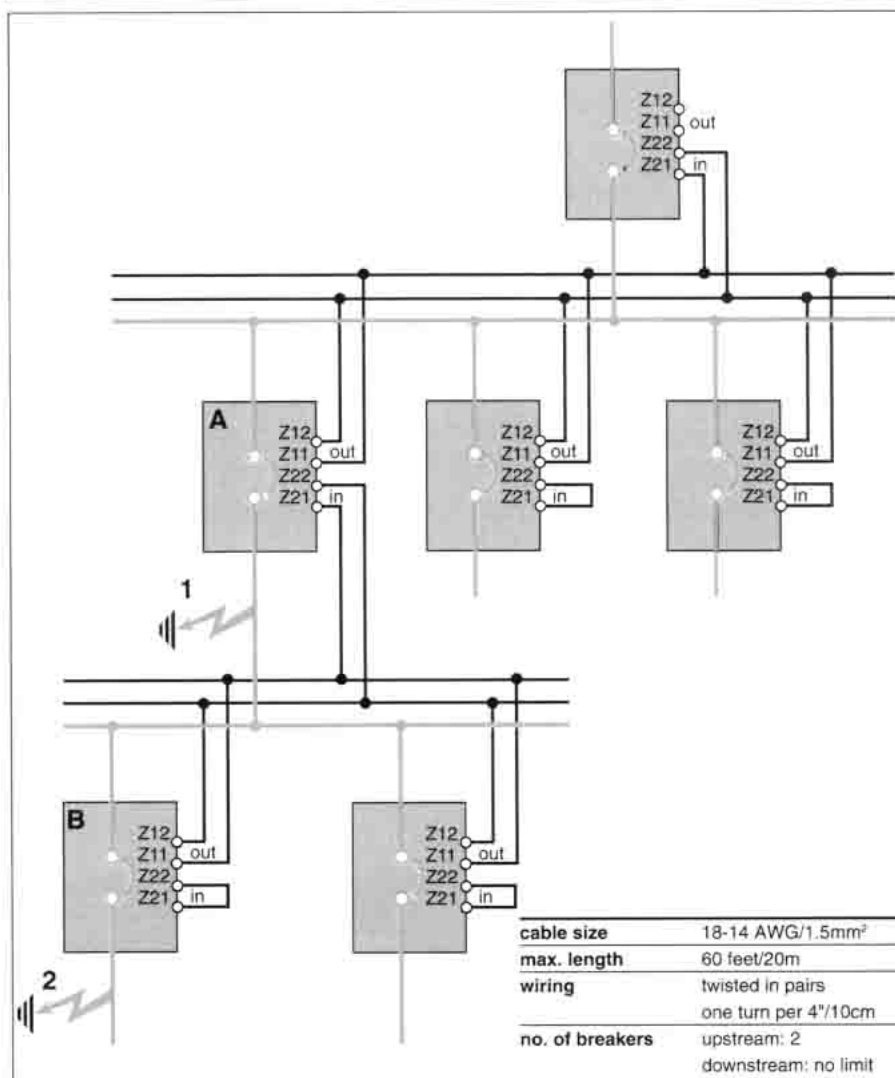 Z12
Z11 out
Z22
Z21 in
A
Z12
Z11 out
Z22
Z21 in
Z12
Z11 out
Z22
Z21 in
Z12
Z11 out
Z22
Z21 in
1
B
Z12
Z11 out
Z22
Z21 in
Z12
Z11 out
Z22
Z21 in
2
cable size 18-14 AWG/1.5mm²
max. length 60 feet/20m
wiring twisted in pairs
one turn per 4"/10cm
no. of breakers upstream: 2
downstream: no limit